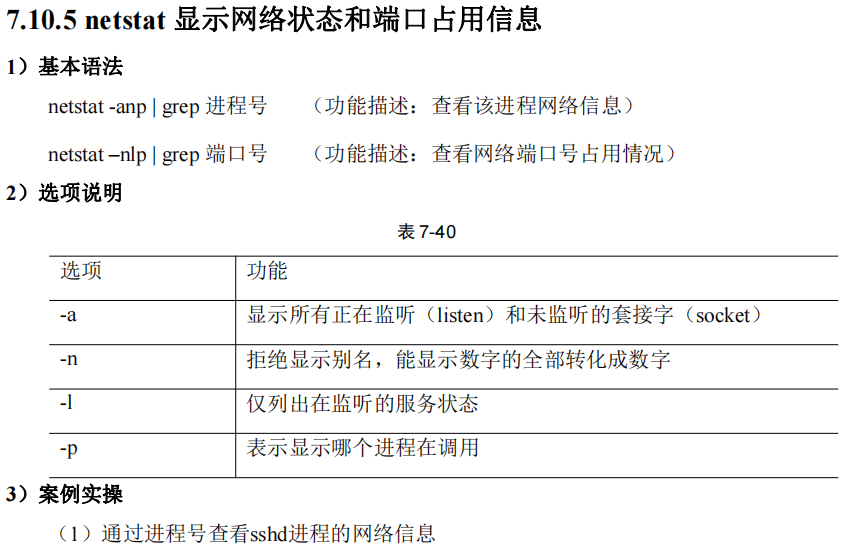 7.10.5 netstat 显示网络状态和端口占用信息
1）基本语法
netstat -anp | grep 进程号 （功能描述：查看该进程网络信息）
netstat –nlp | grep 端口号 （功能描述：查看网络端口号占用情况）
2）选项说明
表 7-40
选项 功能
-a 显示所有正在监听（listen）和未监听的套接字（socket）
-n 拒绝显示别名，能显示数字的全部转化成数字
-l 仅列出在监听的服务状态
-p 表示显示哪个进程在调用
3）案例实操
（1）通过进程号查看sshd进程的网络信息